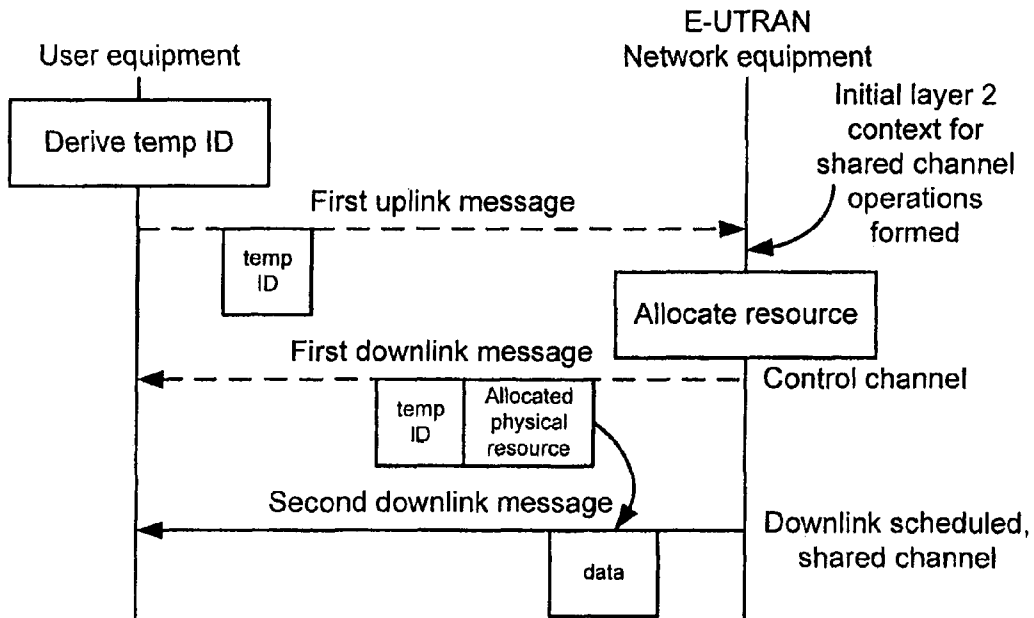 E-UTRAN
User equipment
Network equipment
Derive temp ID
Initial layer 2
context for
shared channel
operations
formed
First uplink message
temp
ID
Allocate resource
First downlink message
Control channel
temp
ID
Allocated
physical
resource
Second downlink message
Downlink scheduled,
shared channel
data